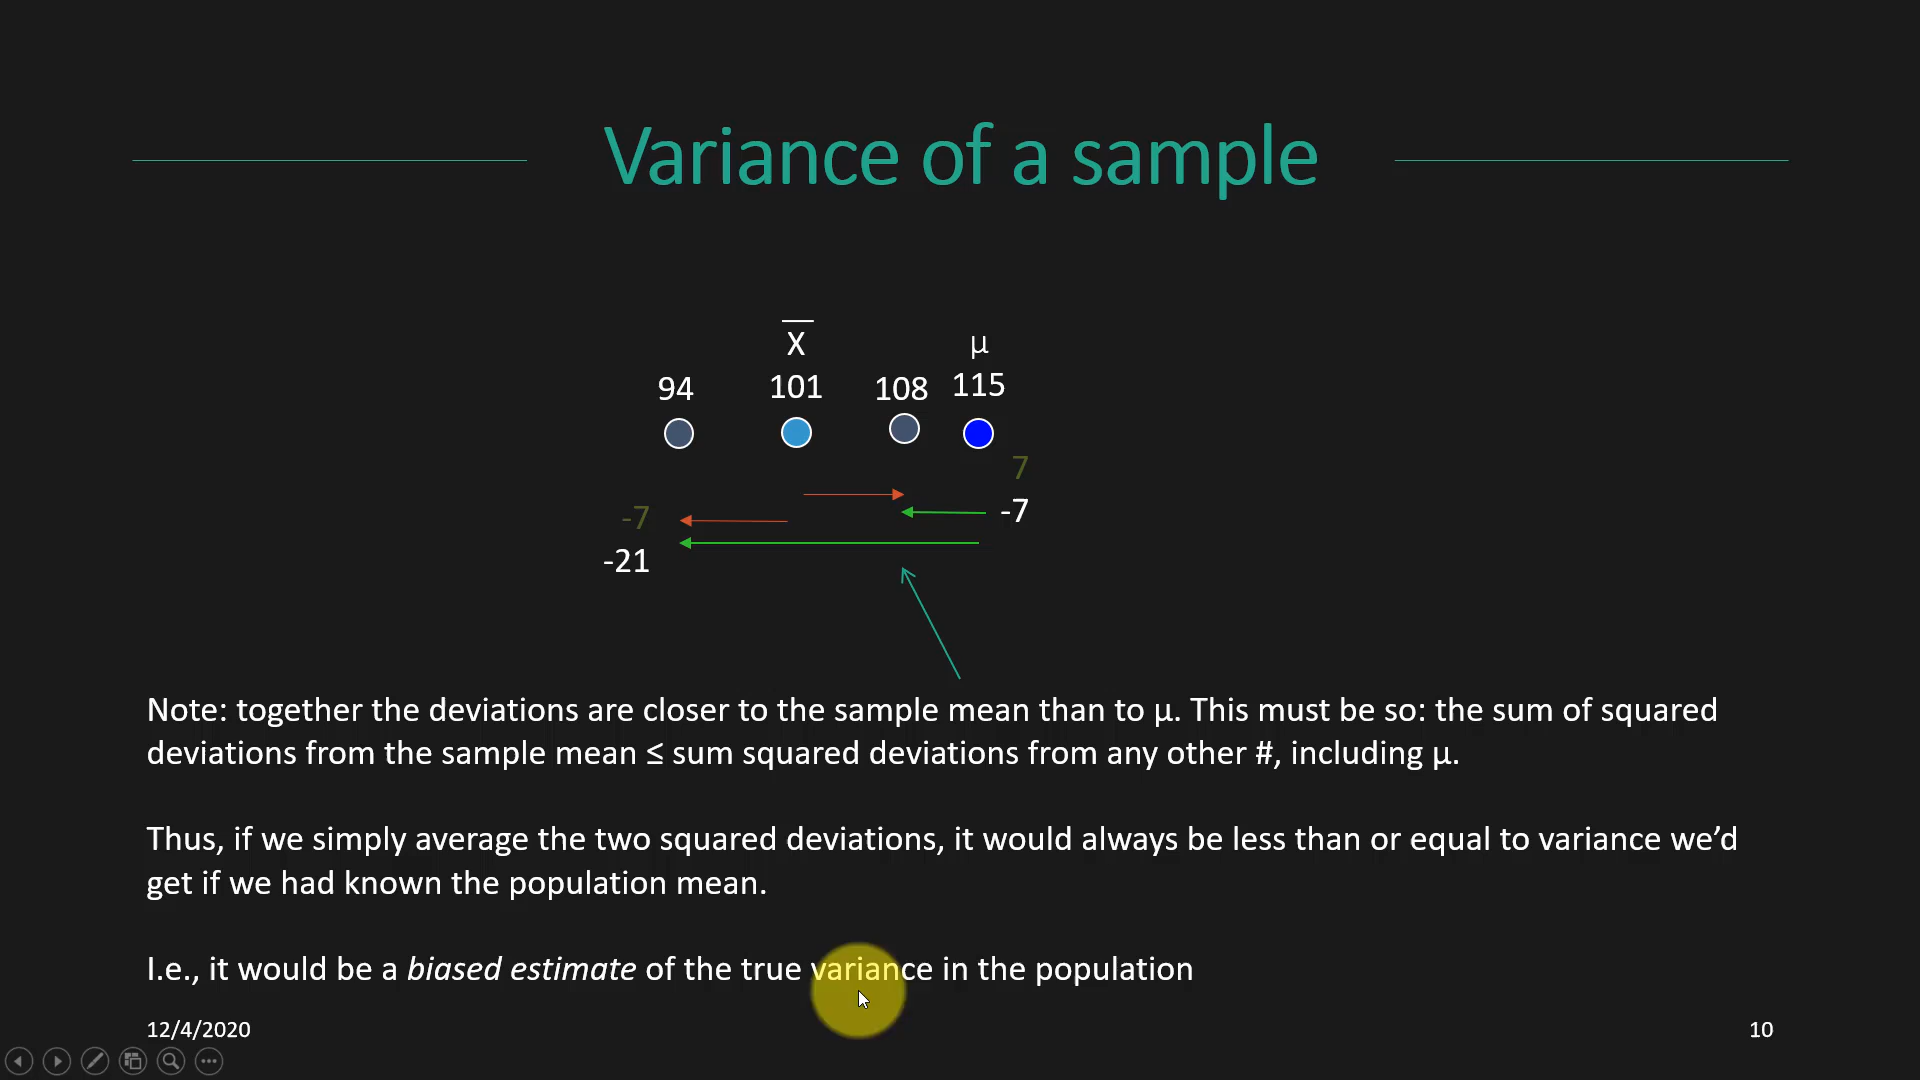 Variance of a sample
X μ
94 101 108 115
7
-7
-7
-21
Note: together the deviations are closer to the sample mean than to μ. This must be so: the sum of squared
deviations from the sample mean ≤ sum squared deviations from any other #, including μ.
Thus, if we simply average the two squared deviations, it would always be less than or equal to variance we’d
get if we had known the population mean.
I.e., it would be a biased estimate of the true variance in the population
12/4/2020 10